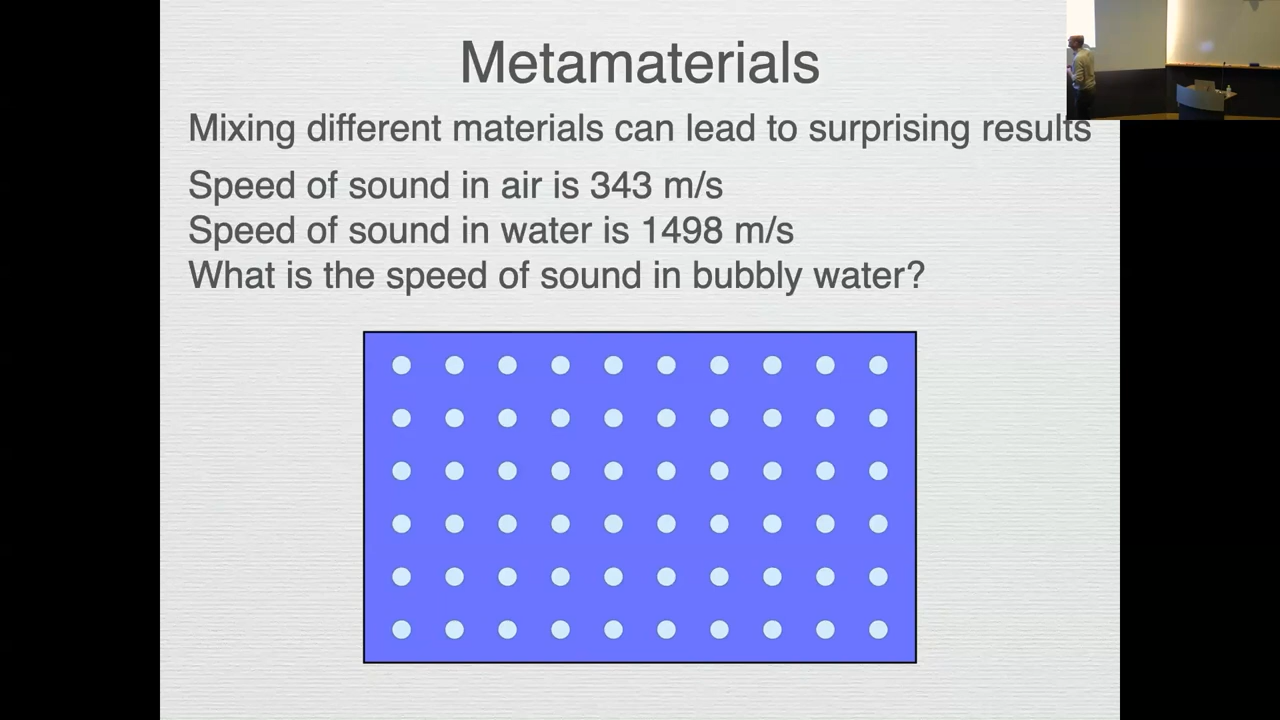 Metamaterials
Mixing different materials can lead to surprising results
Speed of sound in air is 343 m/s
Speed of sound in water is 1498 m/s
What is the speed of sound in bubbly water?